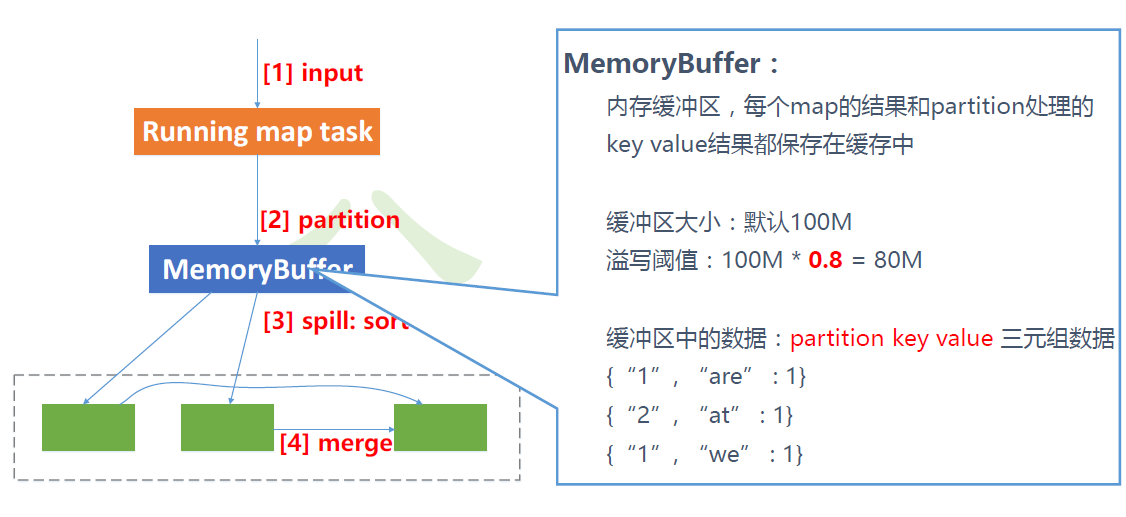 [1] input
Running map task
[2] partition
MemoryBuffer
[3] spill: sort
[4] merge
MemoryBuffer：
内存缓冲区，每个map的结果和partition处理的
key value结果都保存在缓存中
缓冲区大小：默认100M
溢写阈值：100M * 0.8 = 80M
缓冲区中的数据：partition key value 三元组数据
{“1”, “are” : 1}
{“2”, “at” : 1}
{“1”, “we” : 1}